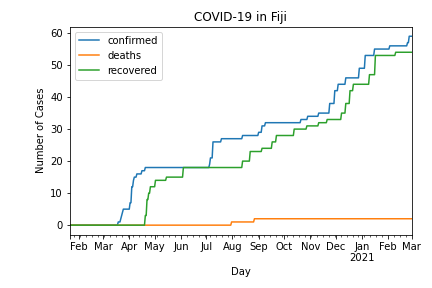 COVID-19 in Fiji
confirmed
deaths
recovered
Number of Cases
60
50
40
30
20
10
0
Feb Mar Apr May Jun Jul Aug Sep Oct Nov Dec Jan Feb Mar
2021
Day